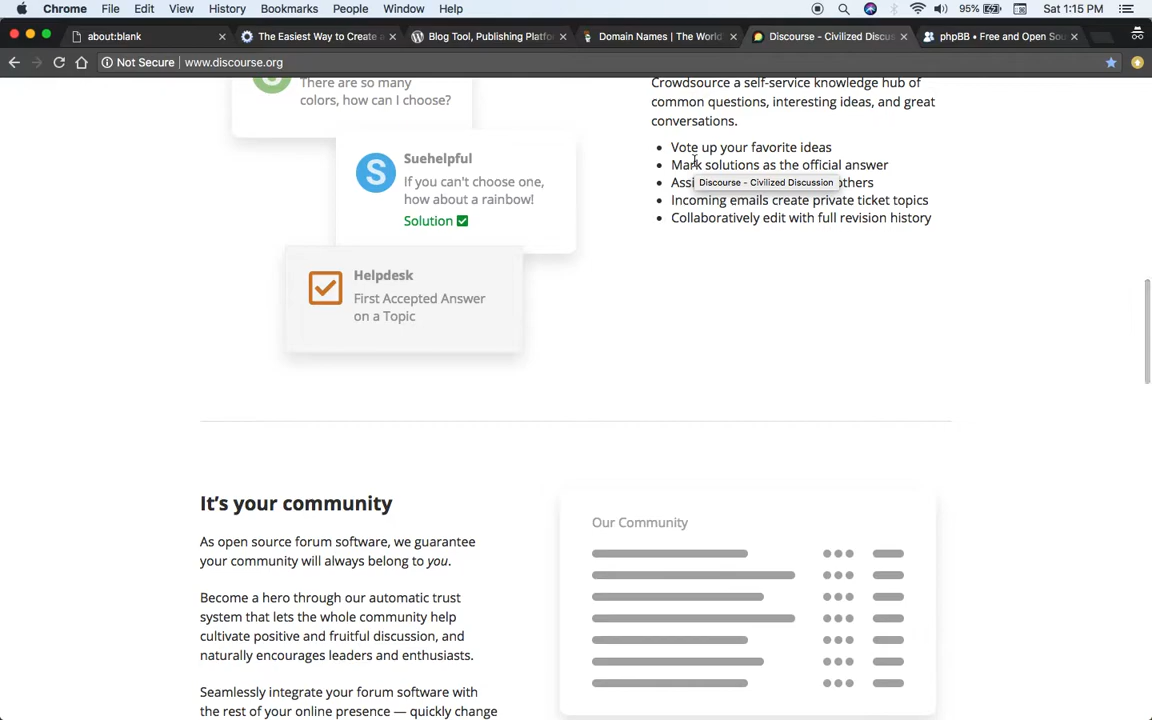 Chrome File Edit View History Bookmarks People Window Help 95% Sat 1:15 PM
about:blank The Easiest Way to Create a Blog Tool, Publishing Platfo Domain Names | The World Discourse - Civilized Discus phpBB • Free and Open Sou
Not Secure www.discourse.org
There are so many
colors, how can I choose?
Suehelpful
If you can't choose one,
how about a rainbow!
Solution
Helpdesk
First Accepted Answer
on a Topic
Crowdsource a self-service knowledge hub of
common questions, interesting ideas, and great
conversations.
• Vote up your favorite ideas
• Mark solutions as the official answer
• Assi others
Discourse - Civilized Discussion
• Incoming emails create private ticket topics
• Collaboratively edit with full revision history
It's your community
As open source forum software, we guarantee
your community will always belong to you.
Become a hero through our automatic trust
system that lets the whole community help
cultivate positive and fruitful discussion, and
naturally encourages leaders and enthusiasts.
Seamlessly integrate your forum software with
the rest of your online presence — quickly change
Our Community